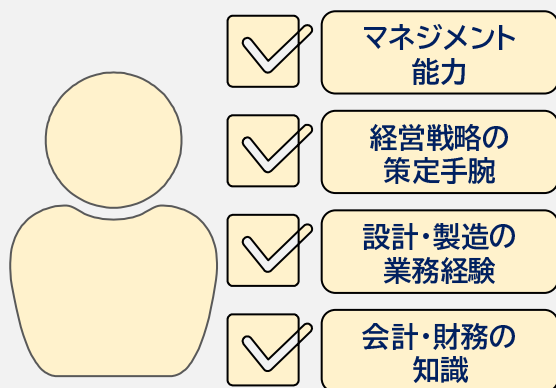 マネジメント
能力
経営戦略の
策定手腕
設計・製造の
業務経験
会計・財務の
知識